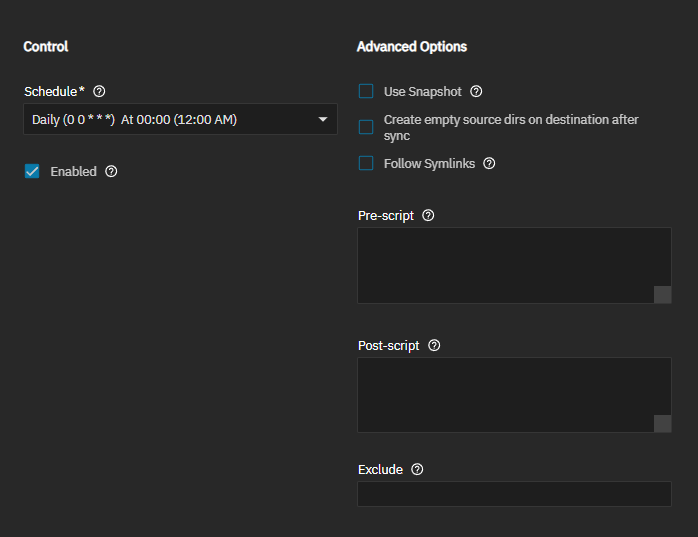 Control
Schedule*
Daily (0 0 * * *) At 00:00 (12:00 AM)
Enabled
Advanced Options
Use Snapshot
Create empty source dirs on destination after
sync
Follow Symlinks
Pre-script
Post-script
Exclude